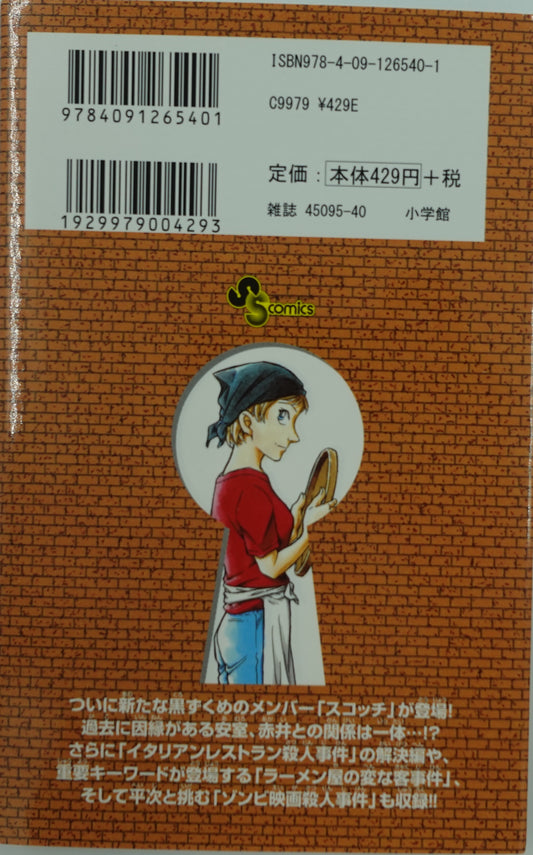 ISBN978-4-09-126540-1
9784091265401
C9979 ¥429E
定価：本体429円+税
1929979004293
雑誌 45095-40 小学館
SS comics
ついに新たな黒ずくめのメンバー「スコッチ」が登場!
過去に因縁がある安室、赤井との関係は一体…!?
さらに「イタリアンレストラン殺人事件」の解決編や、
重要キーワードが登場する「ラーメン屋の変な客事件」、
そして平次と挑む「ゾンビ映画殺人事件」も収録!!